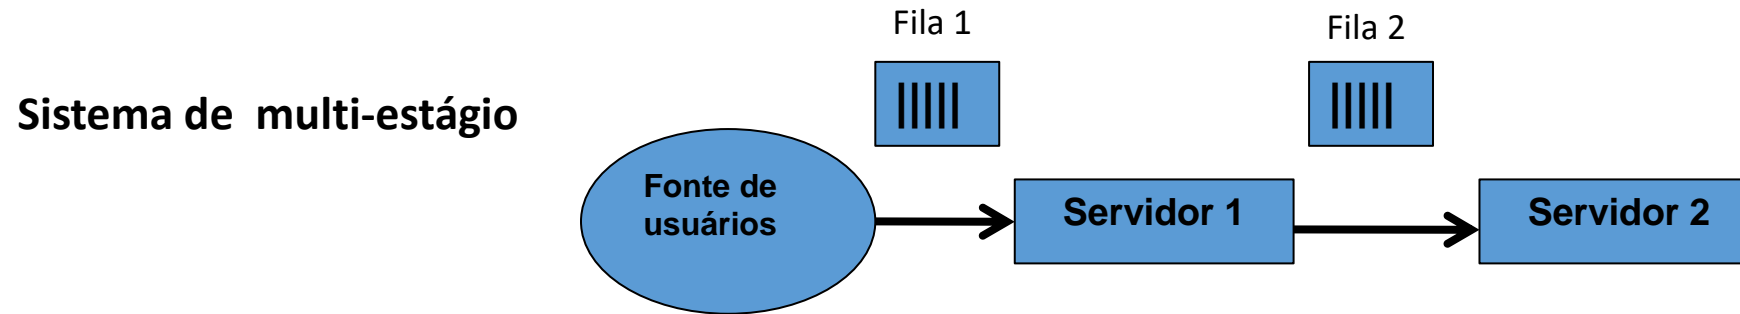 Fila 1
Fila 2
Sistema de  multi-estágio
Fonte de
usuários
Servidor 1
Servidor 2